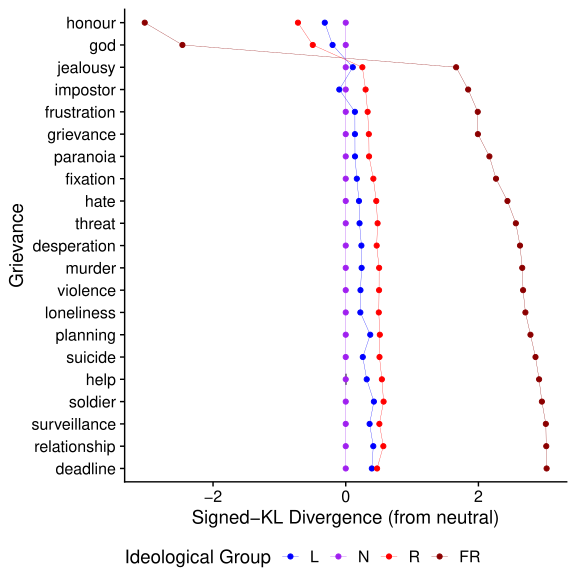 honour
god
jealousy
impostor
frustration
grievance
paranoia
fixation
hate
threat
desperation
murder
violence
loneliness
planning
suicide
help
soldier
surveillance
relationship
deadline
Grievance
−2 0 2
Signed−KL Divergence (from neutral)
Ideological Group L N R FR